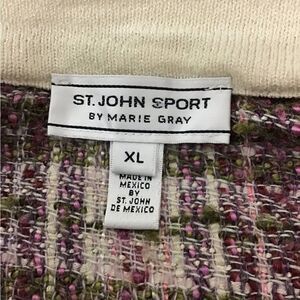 ST. JOHN SPORT
BY MARIE GRAY
XL
MADE IN
MEXICO
BY
ST. JOHN
DE MEXICO